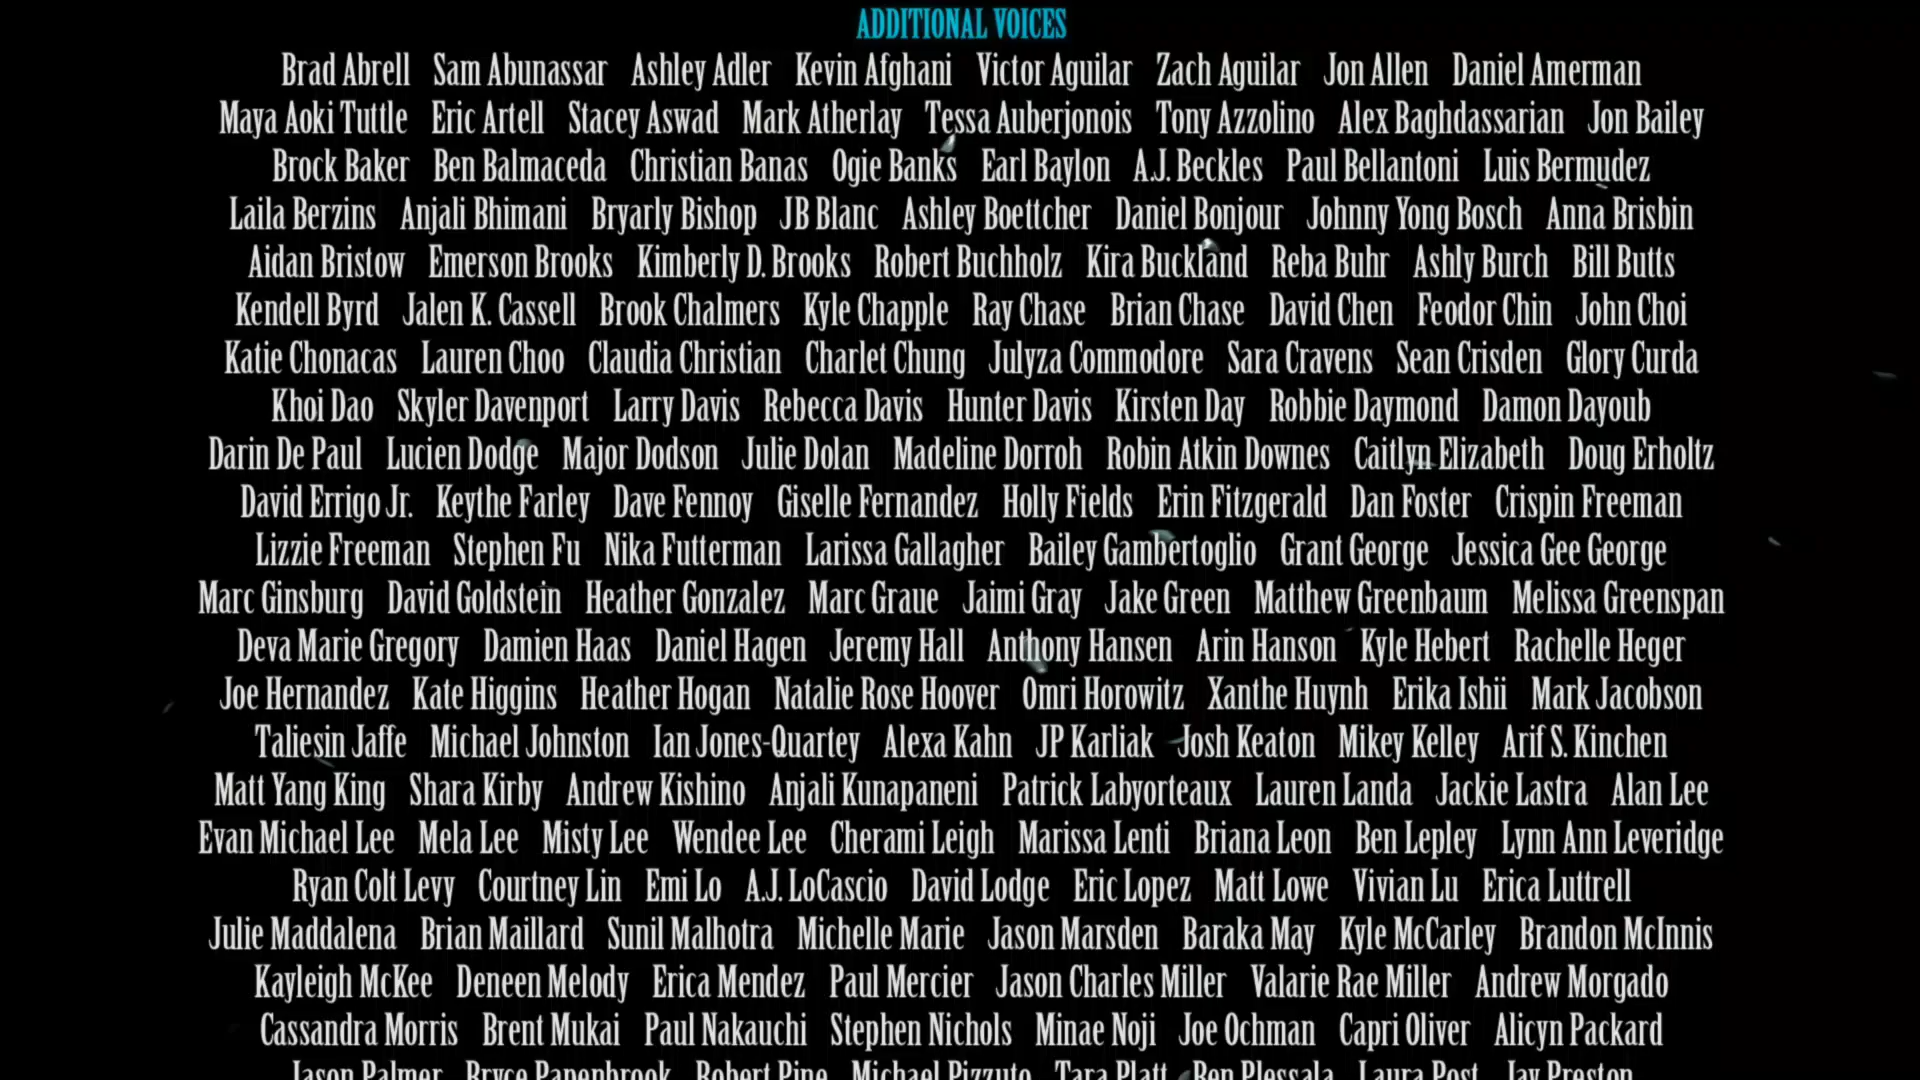 ADDITIONAL VOICES
Brad Abrell Sam Abunassar Ashley Adler Kevin Afghani Victor Aguilar Zach Aguilar Jon Allen Daniel Amerman
Maya Aoki Tuttle Eric Artell Stacey Aswad Mark Atherlay Tessa Auberjonois Tony Azzolino Alex Baghdassarian Jon Bailey
Brock Baker Ben Balmaceda Christian Banas Ogie Banks Earl Baylon A.J. Beckles Paul Bellantoni Luis Bermudez
Laila Berzins Anjali Bhimani Bryarly Bishop JB Blanc Ashley Boettcher Daniel Bonjour Johnny Yong Bosch Anna Brisbin
Aidan Bristow Emerson Brooks Kimberly D. Brooks Robert Buchholz Kira Buckland Reba Buhr Ashly Burch Bill Butts
Kendell Byrd Jalen K. Cassell Brook Chalmers Kyle Chapple Ray Chase Brian Chase David Chen Feodor Chin John Choi
Katie Chonacas Lauren Choo Claudia Christian Charlet Chung Julyza Commodore Sara Cravens Sean Crisden Glory Curda
Khoi Dao Skyler Davenport Larry Davis Rebecca Davis Hunter Davis Kirsten Day Robbie Daymond Damon Dayoub
Darin De Paul Lucien Dodge Major Dodson Julie Dolan Madeline Dorroh Robin Atkin Downes Caitlyn Elizabeth Doug Erholtz
David Errigo Jr. Keythe Farley Dave Fennoy Giselle Fernandez Holly Fields Erin Fitzgerald Dan Foster Crispin Freeman
Lizzie Freeman Stephen Fu Nika Futterman Larissa Gallagher Bailey Gambertoglio Grant George Jessica Gee George
Marc Ginsburg David Goldstein Heather Gonzalez Marc Graue Jaimi Gray Jake Green Matthew Greenbaum Melissa Greenspan
Deva Marie Gregory Damien Haas Daniel Hagen Jeremy Hall Anthony Hansen Arin Hanson Kyle Hebert Rachelle Heger
Joe Hernandez Kate Higgins Heather Hogan Natalie Rose Hoover Omri Horowitz Xanthe Huynh Erika Ishii Mark Jacobson
Taliesin Jaffe Michael Johnston Ian Jones-Quartey Alexa Kahn JP Karliak Josh Keaton Mikey Kelley Arif S. Kinchen
Matt Yang King Shara Kirby Andrew Kishino Anjali Kunapaneni Patrick Labyorteaux Lauren Landa Jackie Lastra Alan Lee
Evan Michael Lee Mela Lee Misty Lee Wendee Lee Cherami Leigh Marissa Lenti Briana Leon Ben Lepley Lynn Ann Leveridge
Ryan Colt Levy Courtney Lin Emi Lo A.J. LoCascio David Lodge Eric Lopez Matt Lowe Vivian Lu Erica Luttrell
Julie Maddalena Brian Maillard Sunil Malhotra Michelle Marie Jason Marsden Baraka May Kyle McCarley Brandon McInnis
Kayleigh McKee Deneen Melody Erica Mendez Paul Mercier Jason Charles Miller Valarie Rae Miller Andrew Morgado
Cassandra Morris Brent Mukai Paul Nakauchi Stephen Nichols Minae Noji Joe Ochman Capri Oliver Alicyn Packard
Jason Palmer Bryce Papenbrook Robert Pine Michael Pizzuto Tara Platt Ben Plessala Laura Post Jay Preston